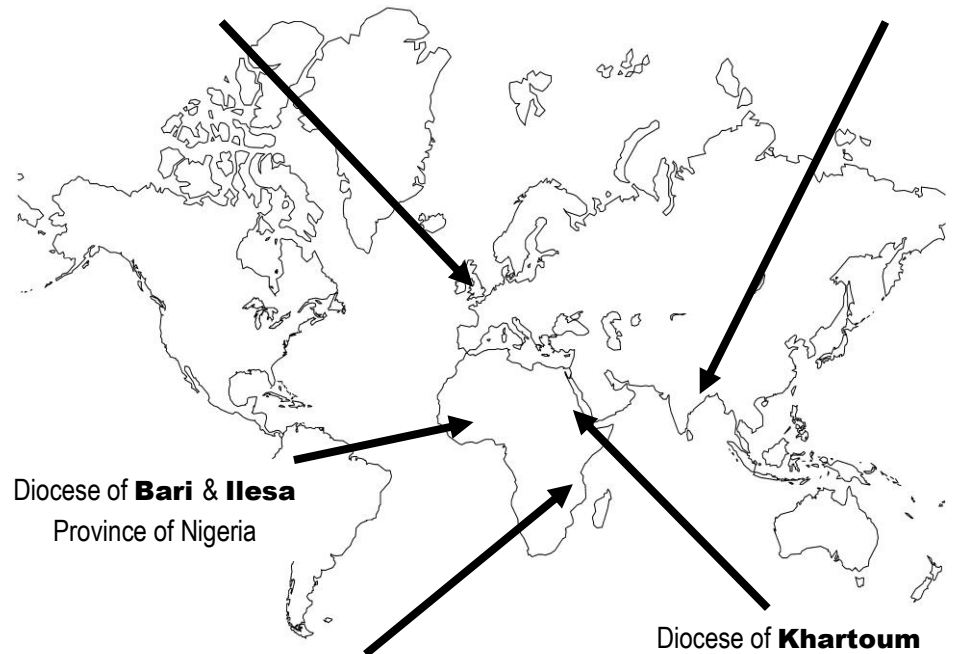 Diocese of Bari & Ilesa
Province of Nigeria
Diocese of Khartoum